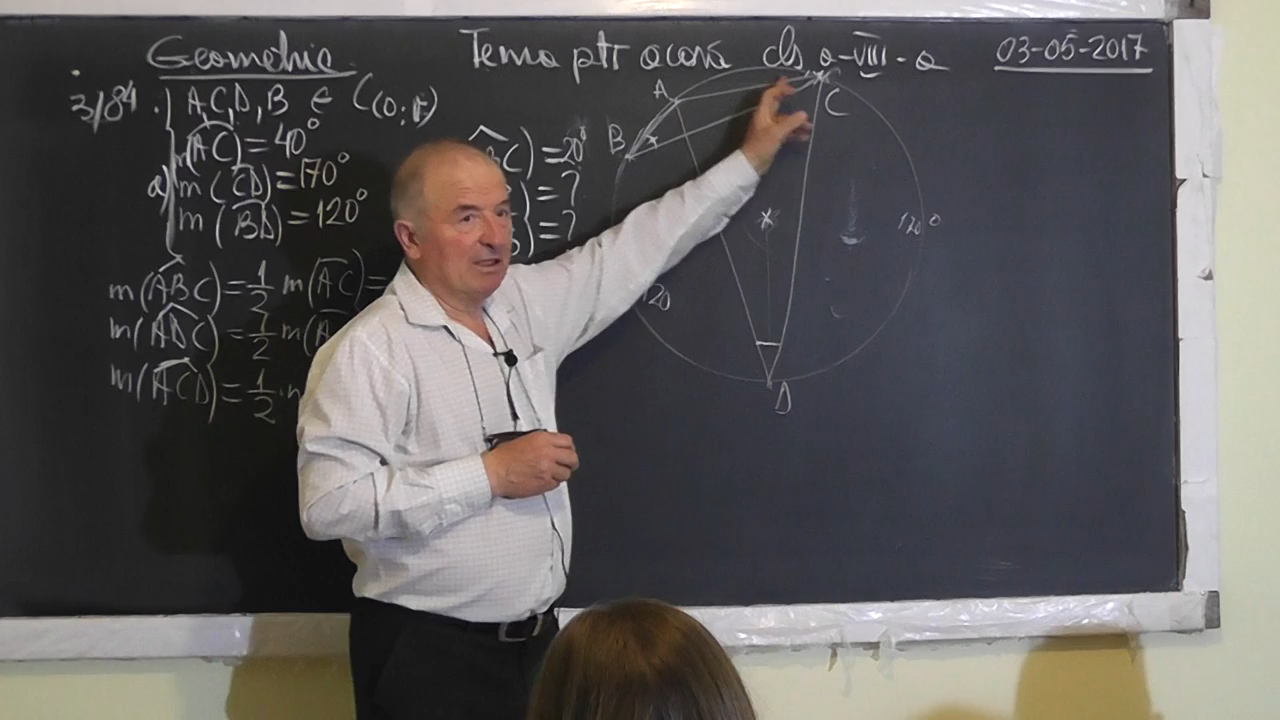 Geometrie Tema ptr acasă cls a-VIII-a 03-05-2017
3/84. A,C,D,B ∈ C(O;r)
m(AC)=40°
a) m(CD)=170°
m(BD)=120°
BC)=20°
)=?
)=?
m(ABC)=1/2 m(AC)=
m(ADC)=1/2 m(A
m(ACD)=1/2·m
A
B
C
120°
120
D